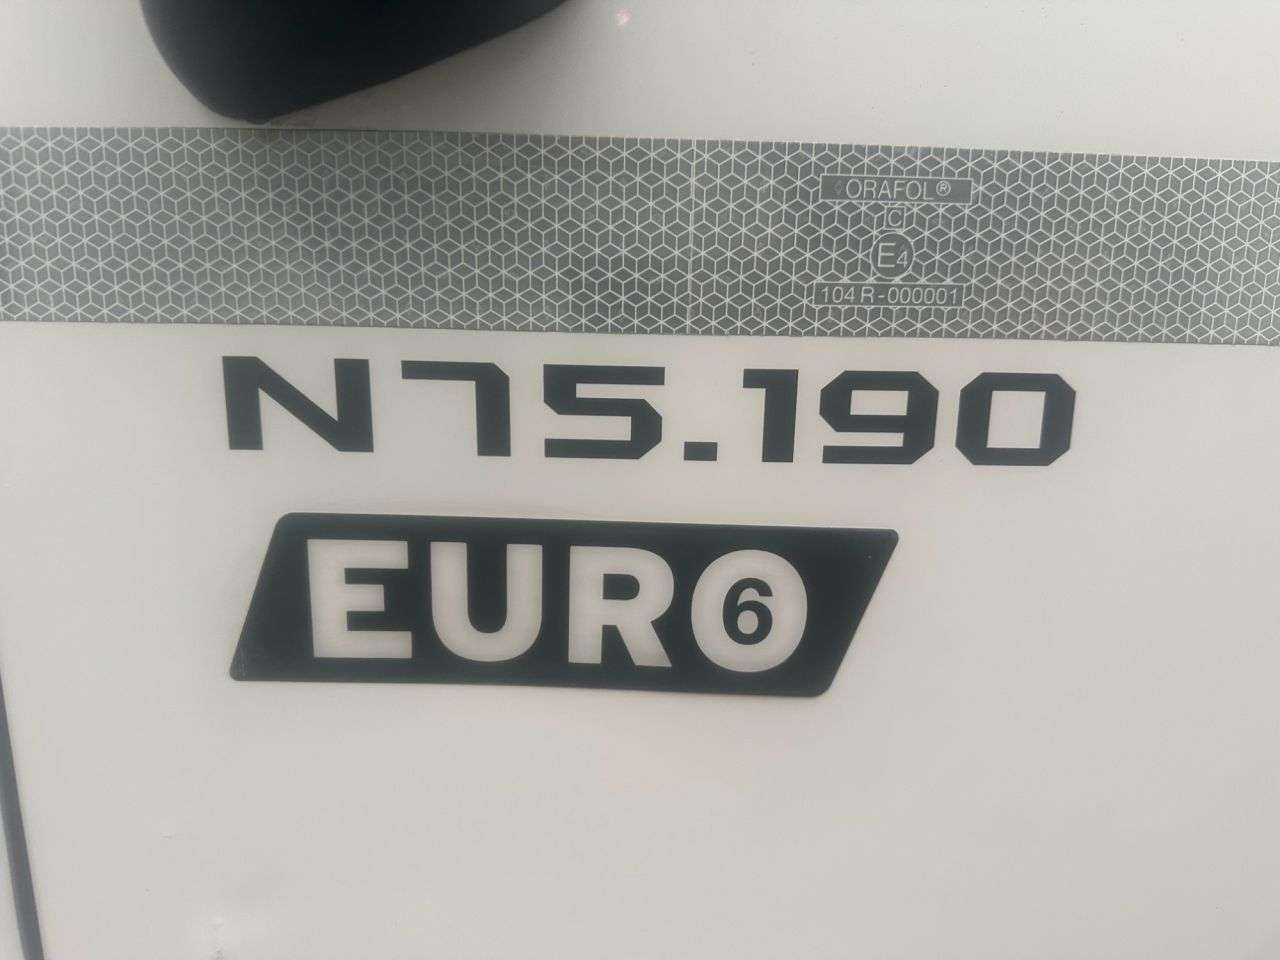 ORAFOL®
C
E4
104 R-000001
N75.190
EURO
6